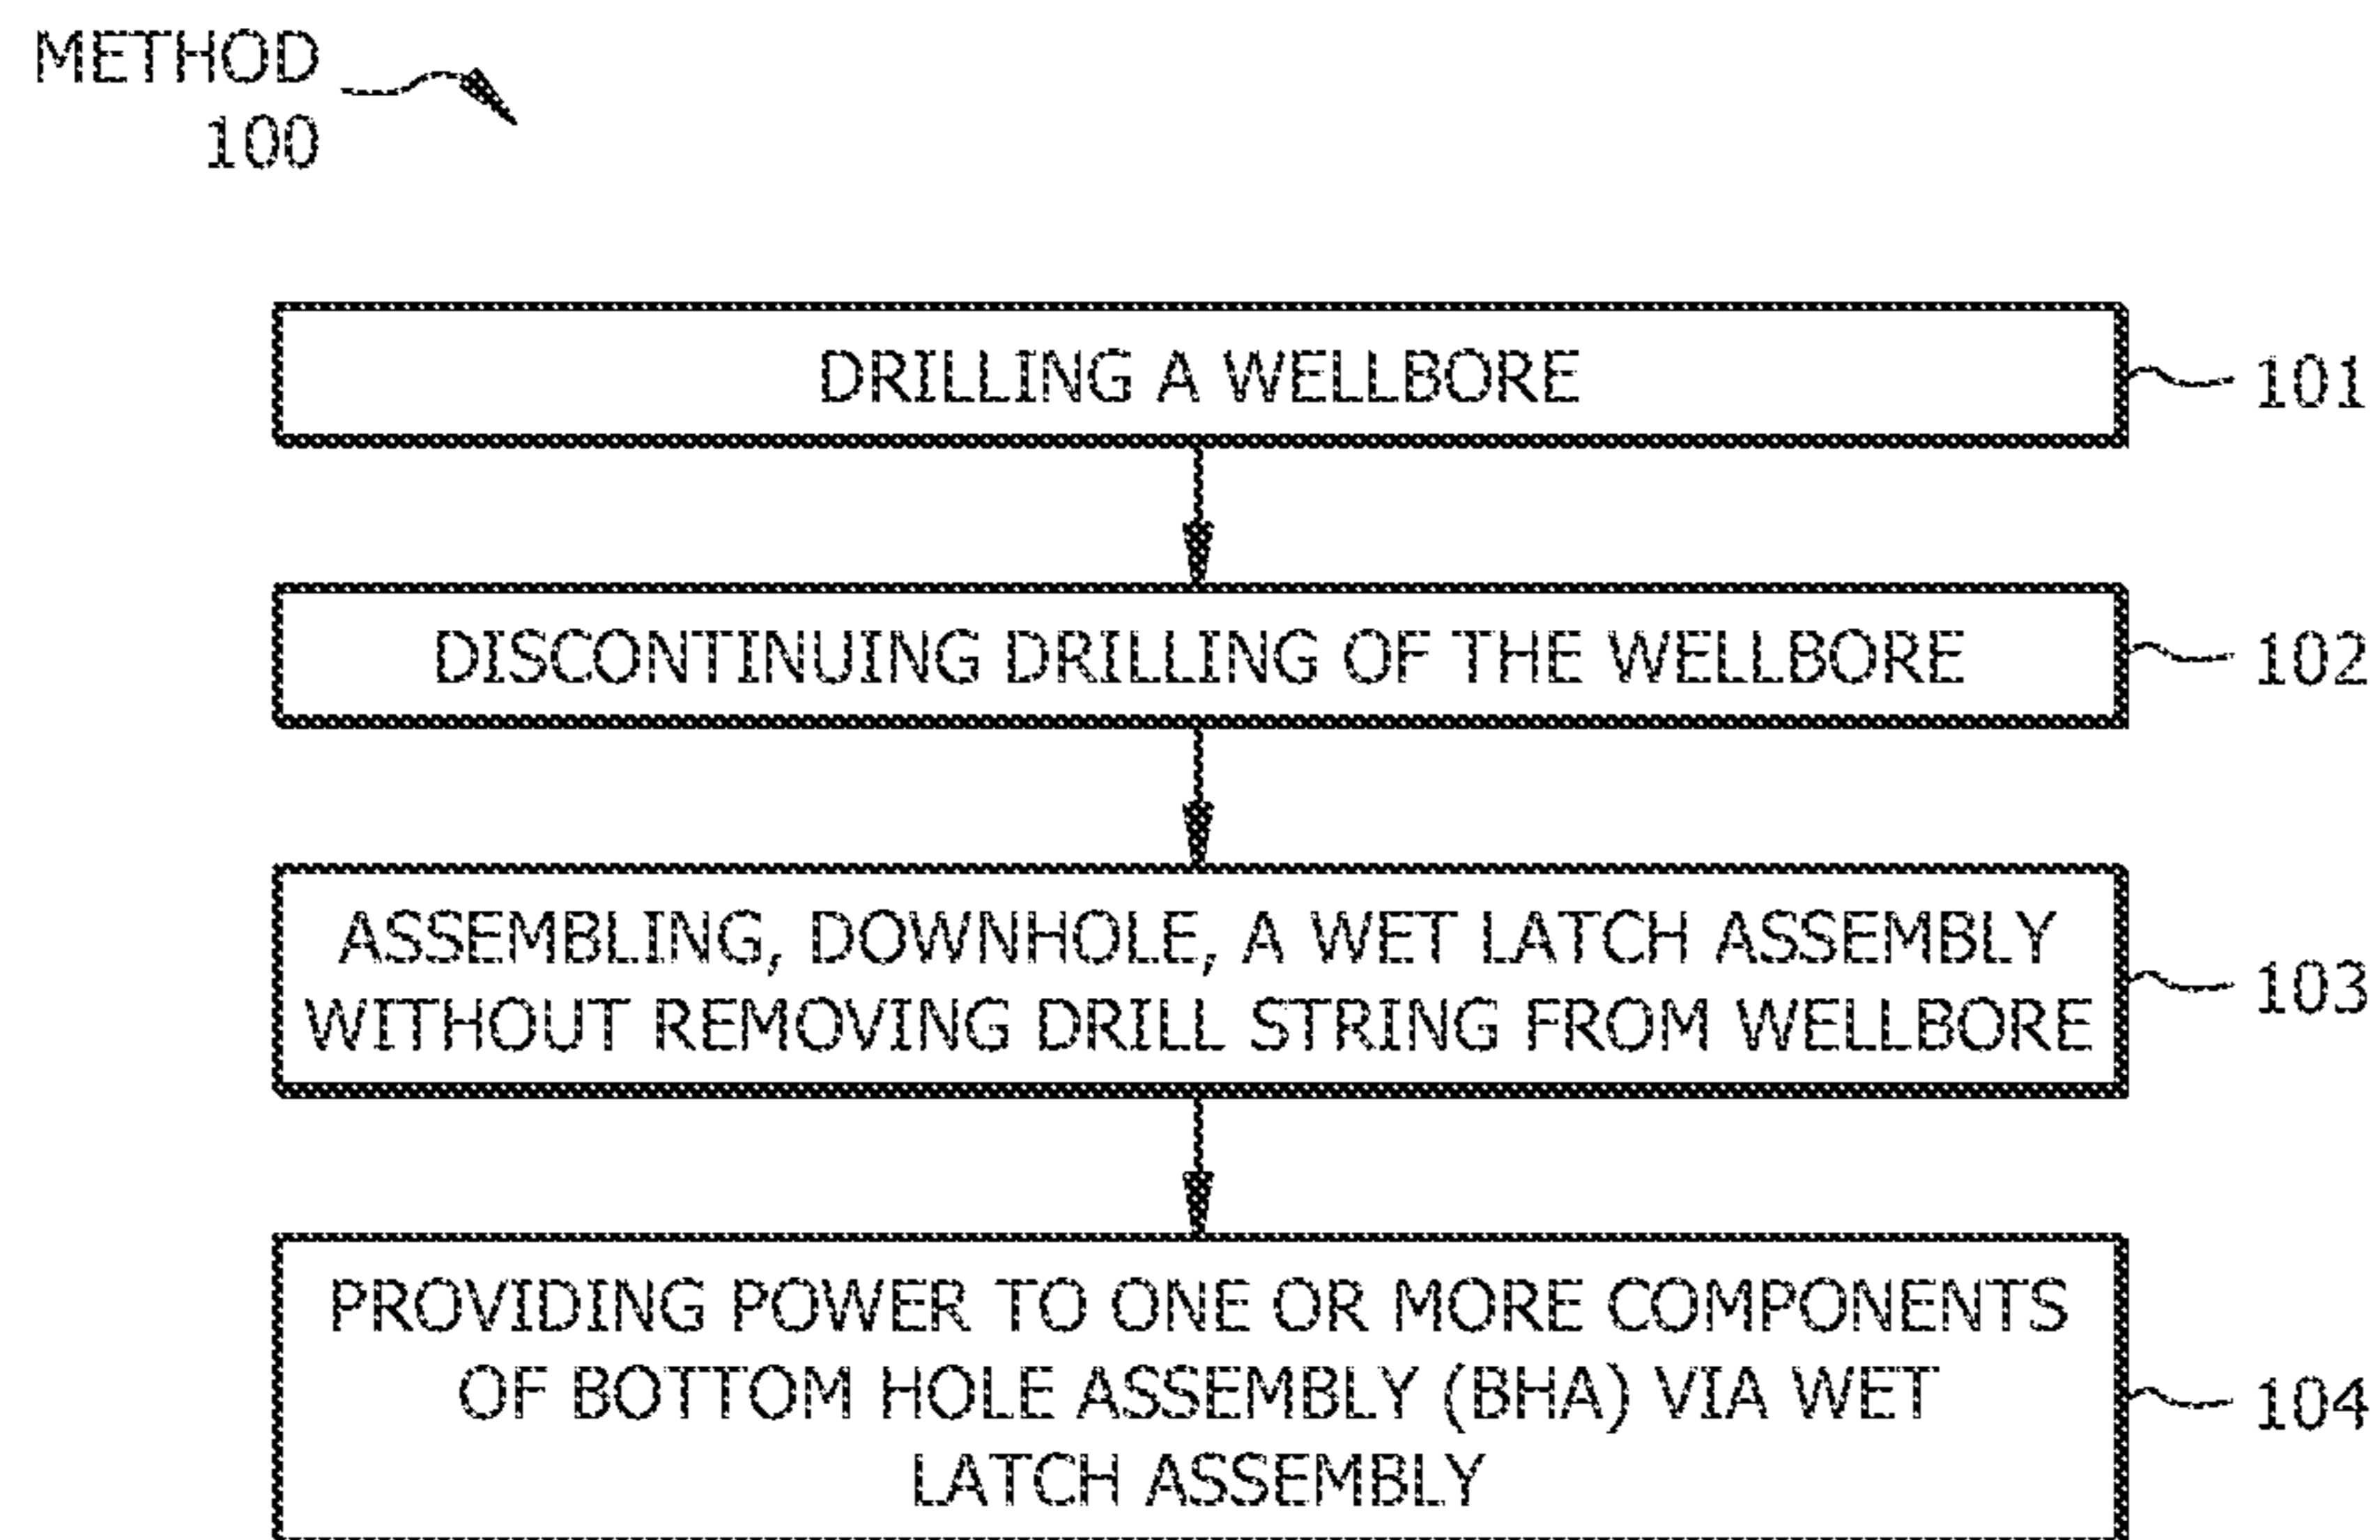 METHOD
100
DRILLING A WELLBORE
101
DISCONTINUING DRILLING OF THE WELLBORE
102
ASSEMBLING, DOWNHOLE, A WET LATCH ASSEMBLY
WITHOUT REMOVING DRILL STRING FROM WELLBORE
103
PROVIDING POWER TO ONE OR MORE COMPONENTS
OF BOTTOM HOLE ASSEMBLY (BHA) VIA WET
LATCH ASSEMBLY
104